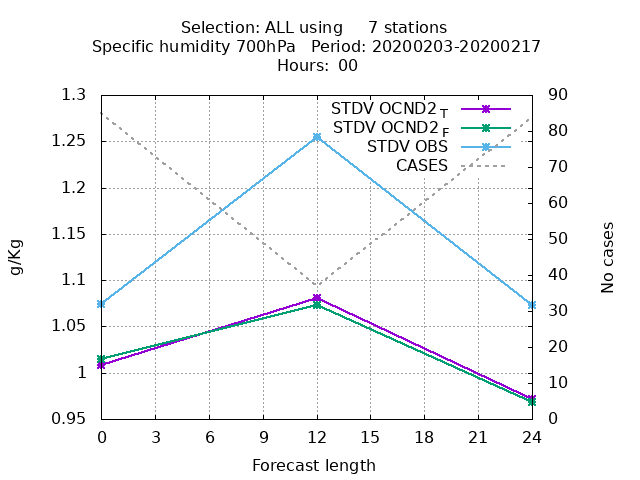 Selection: ALL using 7 stations
Specific humidity 700hPa Period: 20200203-20200217
Hours: 00
1.3
1.25
1.2
1.15
1.1
1.05
1
0.95
g/Kg
STDV OCND2_T
STDV OCND2_F
STDV OBS
CASES
90
80
70
60
50
40
30
20
10
0
No cases
0 3 6 9 12 15 18 21 24
Forecast length